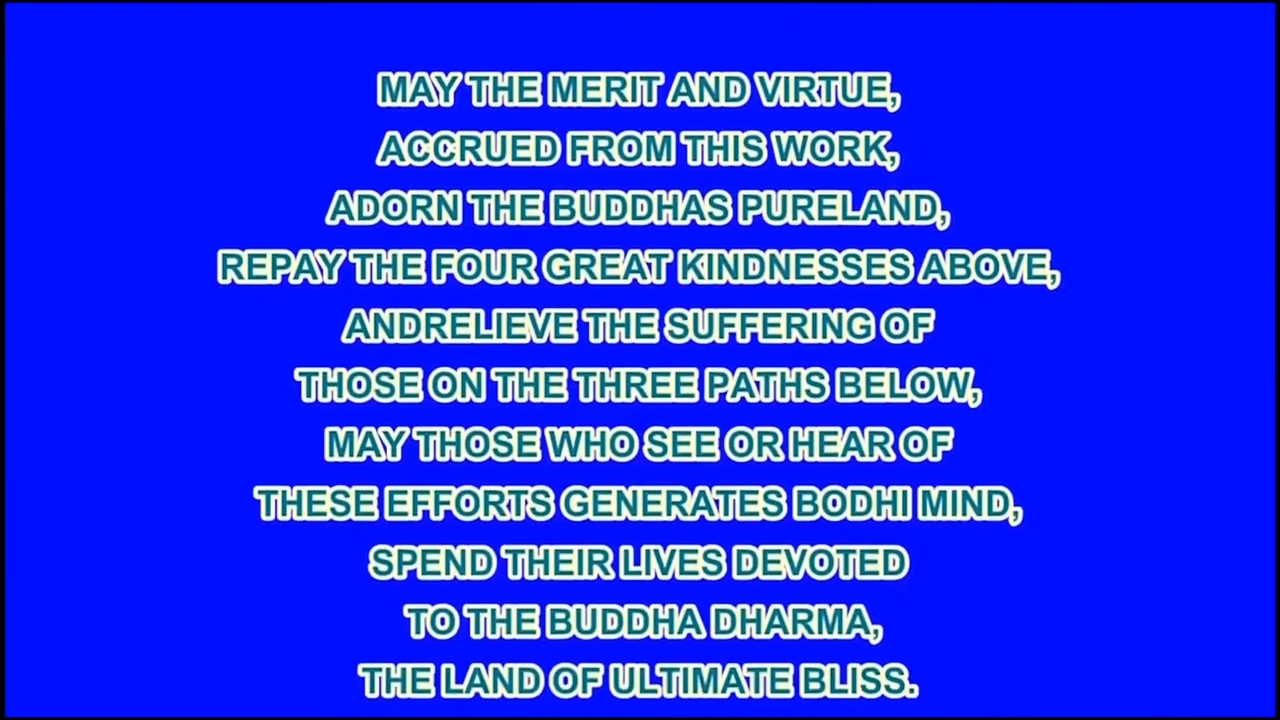 MAY THE MERIT AND VIRTUE,
ACCRUED FROM THIS WORK,
ADORN THE BUDDHAS PURELAND,
REPAY THE FOUR GREAT KINDNESSES ABOVE,
ANDRELIEVE THE SUFFERING OF
THOSE ON THE THREE PATHS BELOW,
MAY THOSE WHO SEE OR HEAR OF
THESE EFFORTS GENERATES BODHI MIND,
SPEND THEIR LIVES DEVOTED
TO THE BUDDHA DHARMA,
THE LAND OF ULTIMATE BLISS.